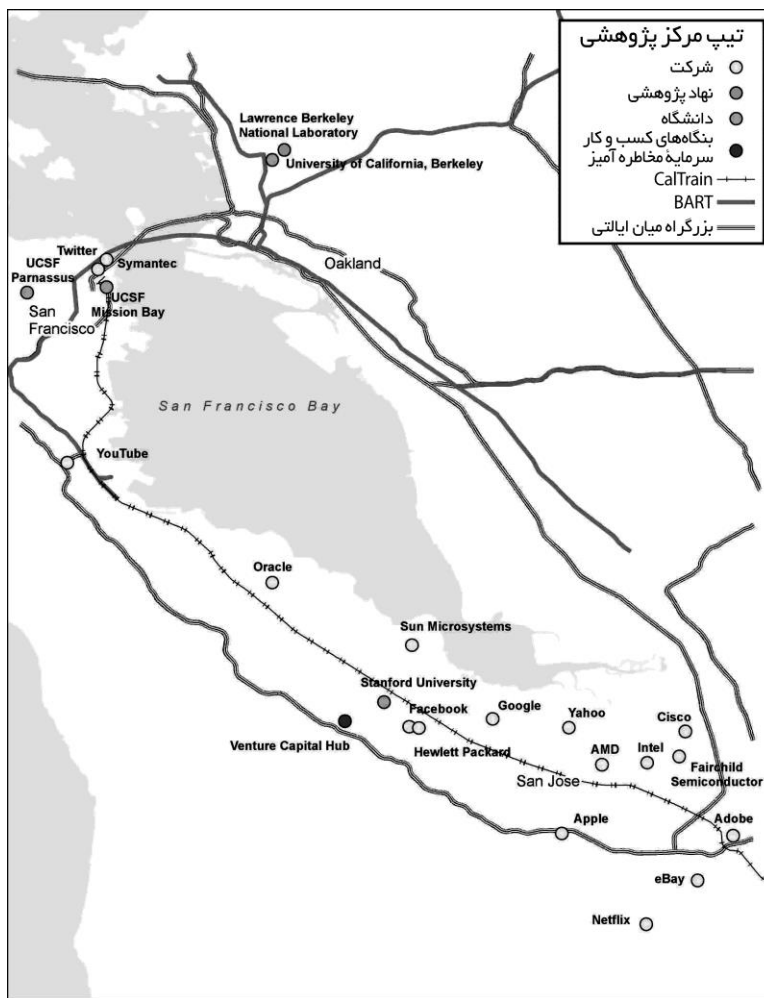 تیپ مرکز پژوهشی
شرکت
نهاد پژوهشی
دانشگاه
بنگاه‌های کسب و کار
سرمایهٔ مخاطره آمیز
CalTrain
BART
بزرگراه میان ایالتی
Lawrence Berkeley
National Laboratory
University of California, Berkeley
Twitter
Symantec
UCSF
Parnassus
UCSF
Mission Bay
San
Francisco
Oakland
San Francisco Bay
YouTube
Oracle
Sun Microsystems
Stanford University
Facebook
Google
Yahoo
Cisco
Venture Capital Hub
Hewlett Packard
AMD
Intel
Fairchild
Semiconductor
San Jose
Apple
Adobe
eBay
Netflix